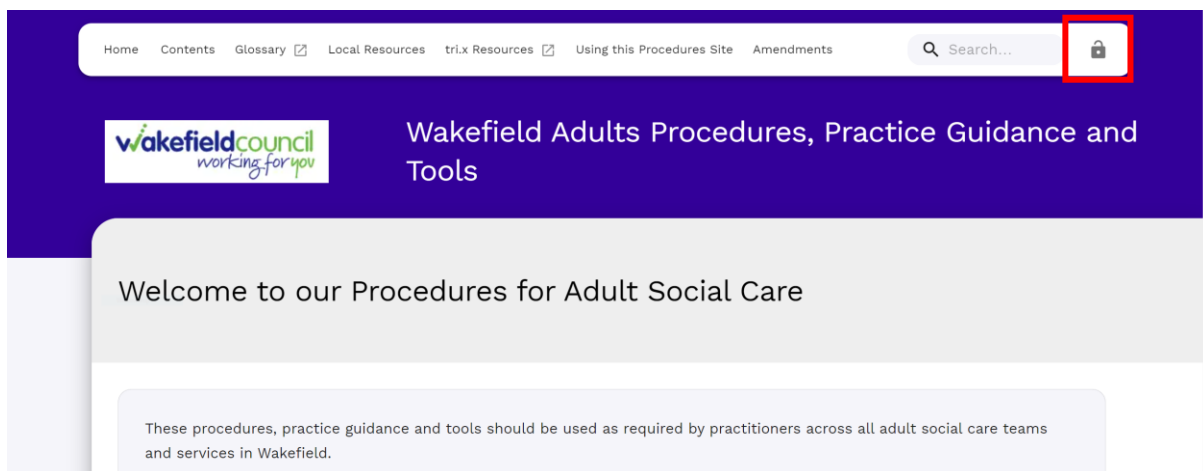 Home Contents Glossary Local Resources tri.x Resources Using this Procedures Site Amendments Search...
wakefieldcouncil
working for you
Wakefield Adults Procedures, Practice Guidance and
Tools
Welcome to our Procedures for Adult Social Care
These procedures, practice guidance and tools should be used as required by practitioners across all adult social care teams
and services in Wakefield.